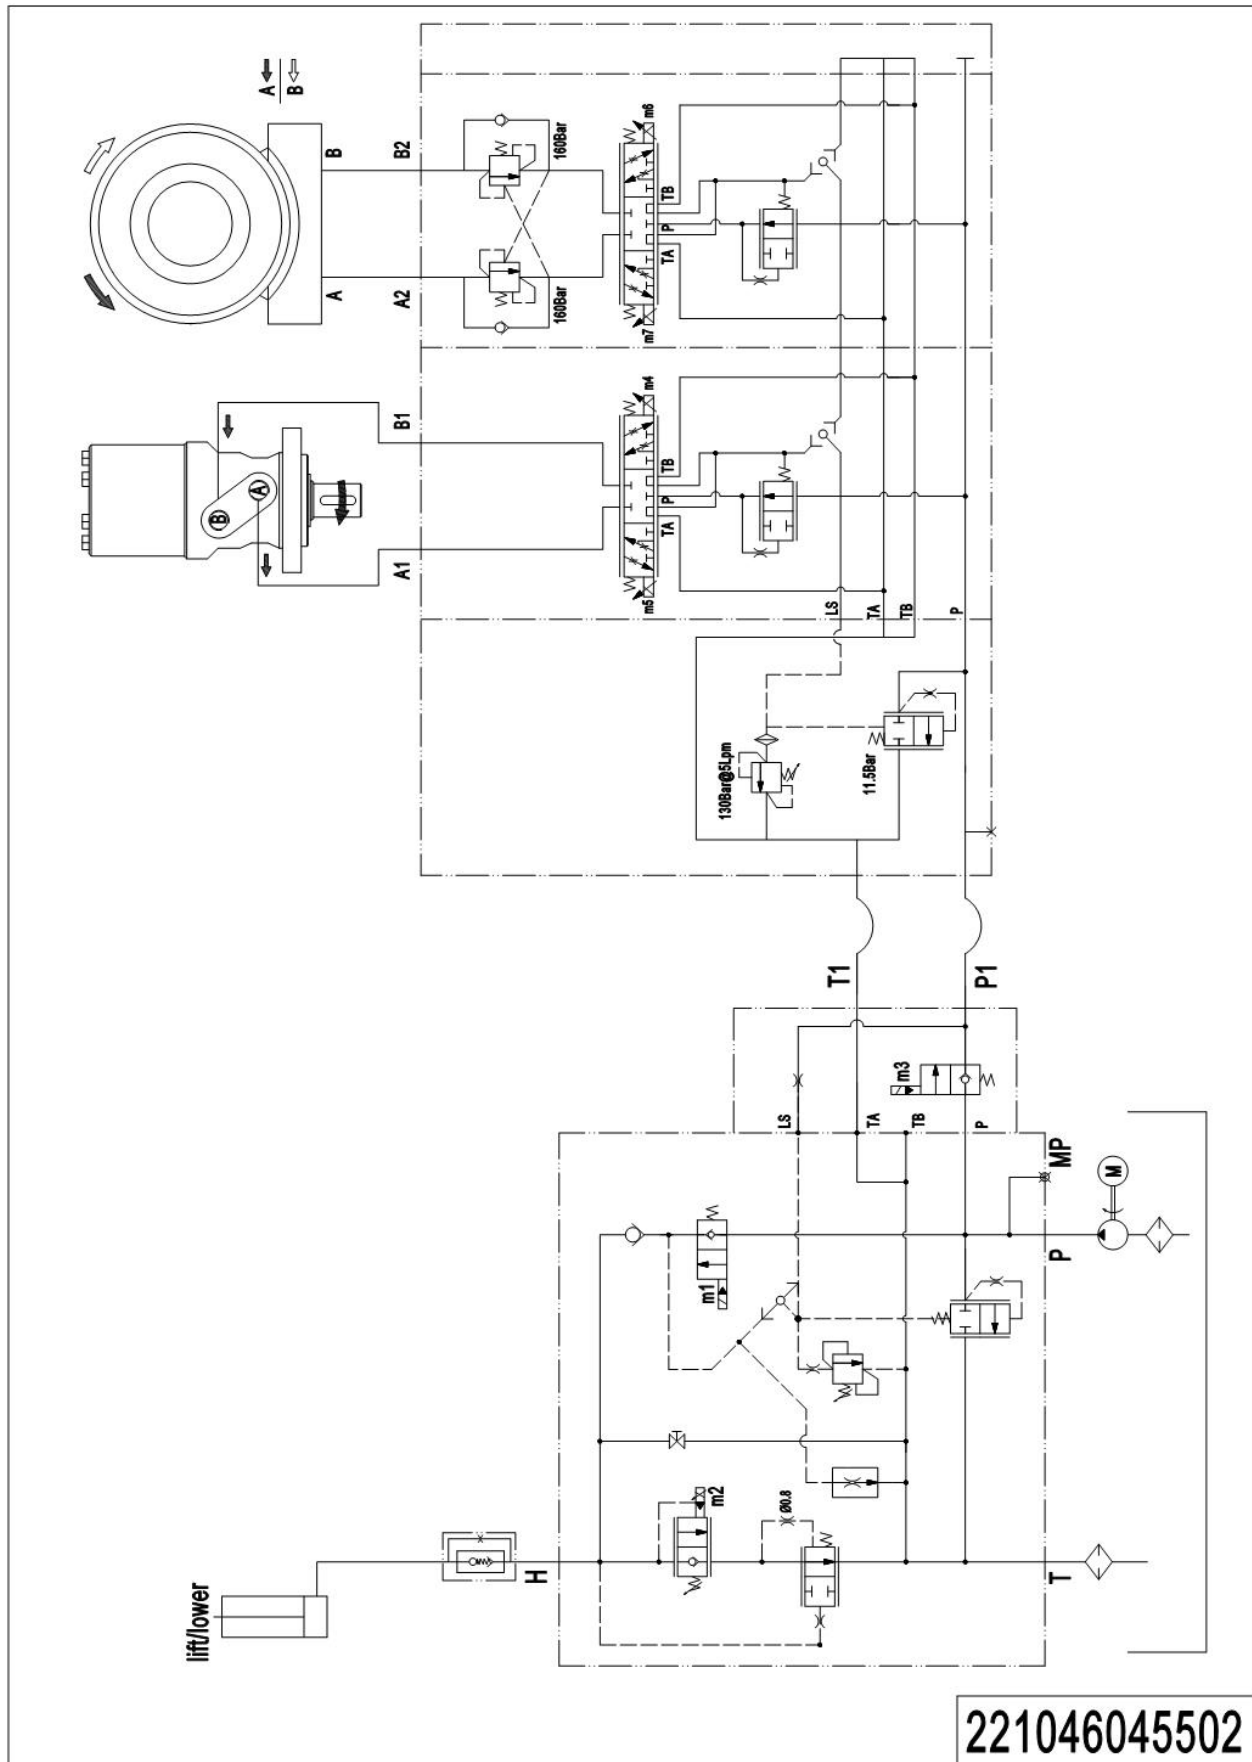 A
B
m6
B
B2
160Bar
TB
P
TA
A
A2
160Bar
m7
m4
B1
TB
P
TA
B
A
A1
m5
LS
TA
TB
P
130Bar@5Lpm
11.5Bar
T1
P1
m3
LS
TA
TB
P
MP
M
m1
P
m2
Ø0.8
H
T
lift/lower
221046045502